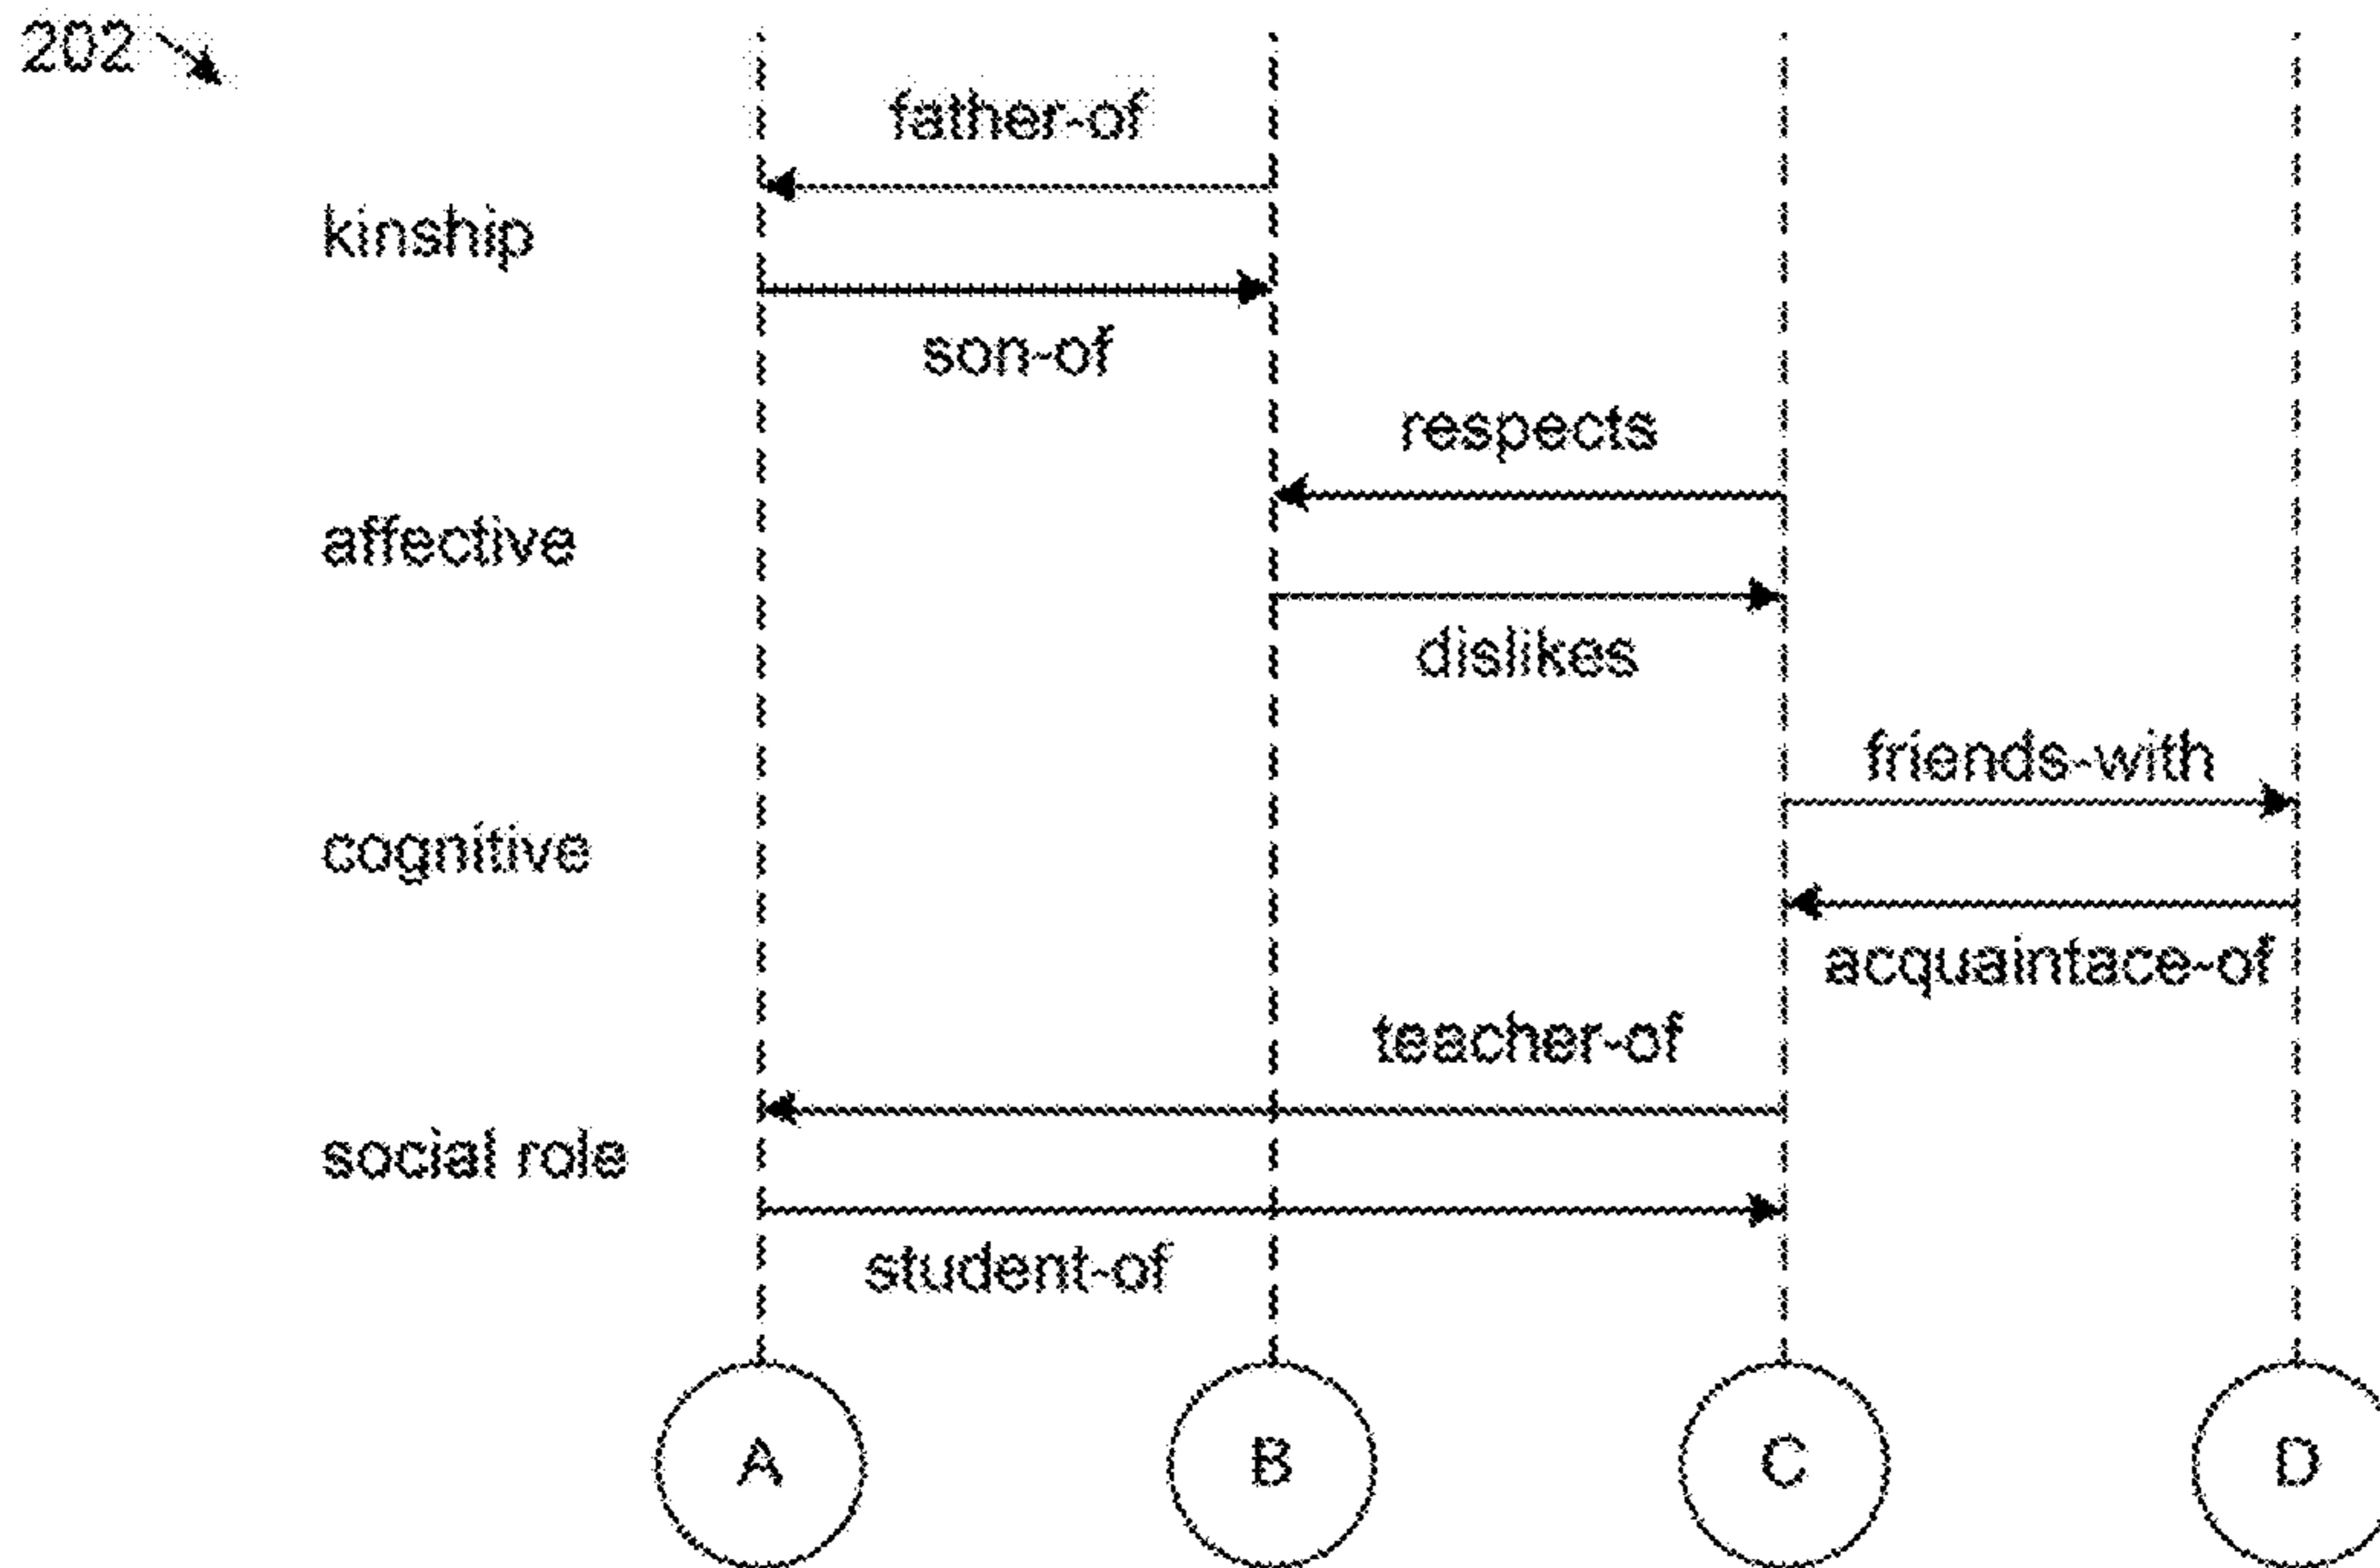 202
father-of
kinship
son-of
respects
affective
dislikes
friends-with
cognitive
acquaintace-of
teacher-of
social role
student-of
A B C D